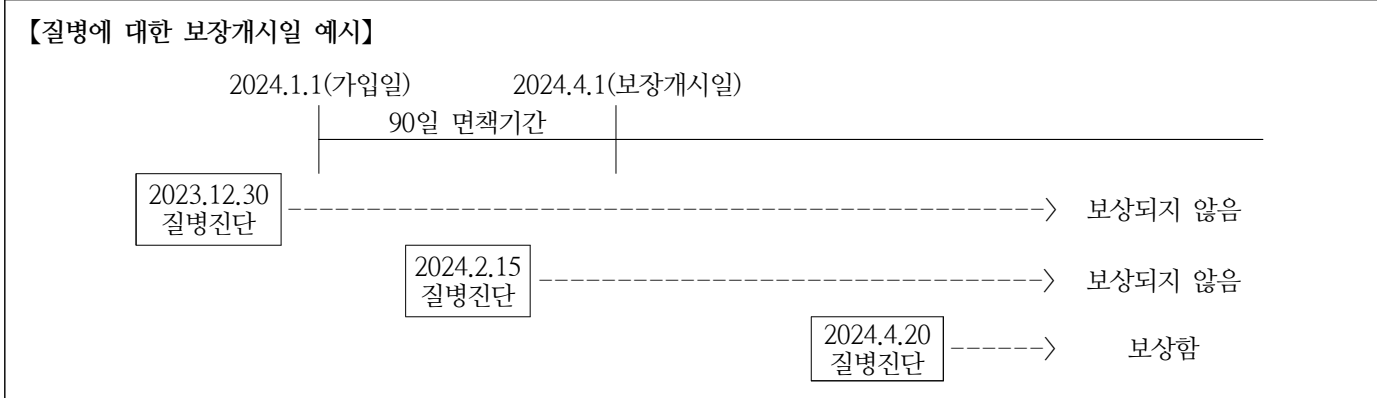 【질병에 대한 보장개시일 예시】
2024.1.1(가입일) 2024.4.1(보장개시일)
90일 면책기간
2023.12.30
질병진단
보상되지 않음
2024.2.15
질병진단
보상되지 않음
2024.4.20
질병진단
보상함